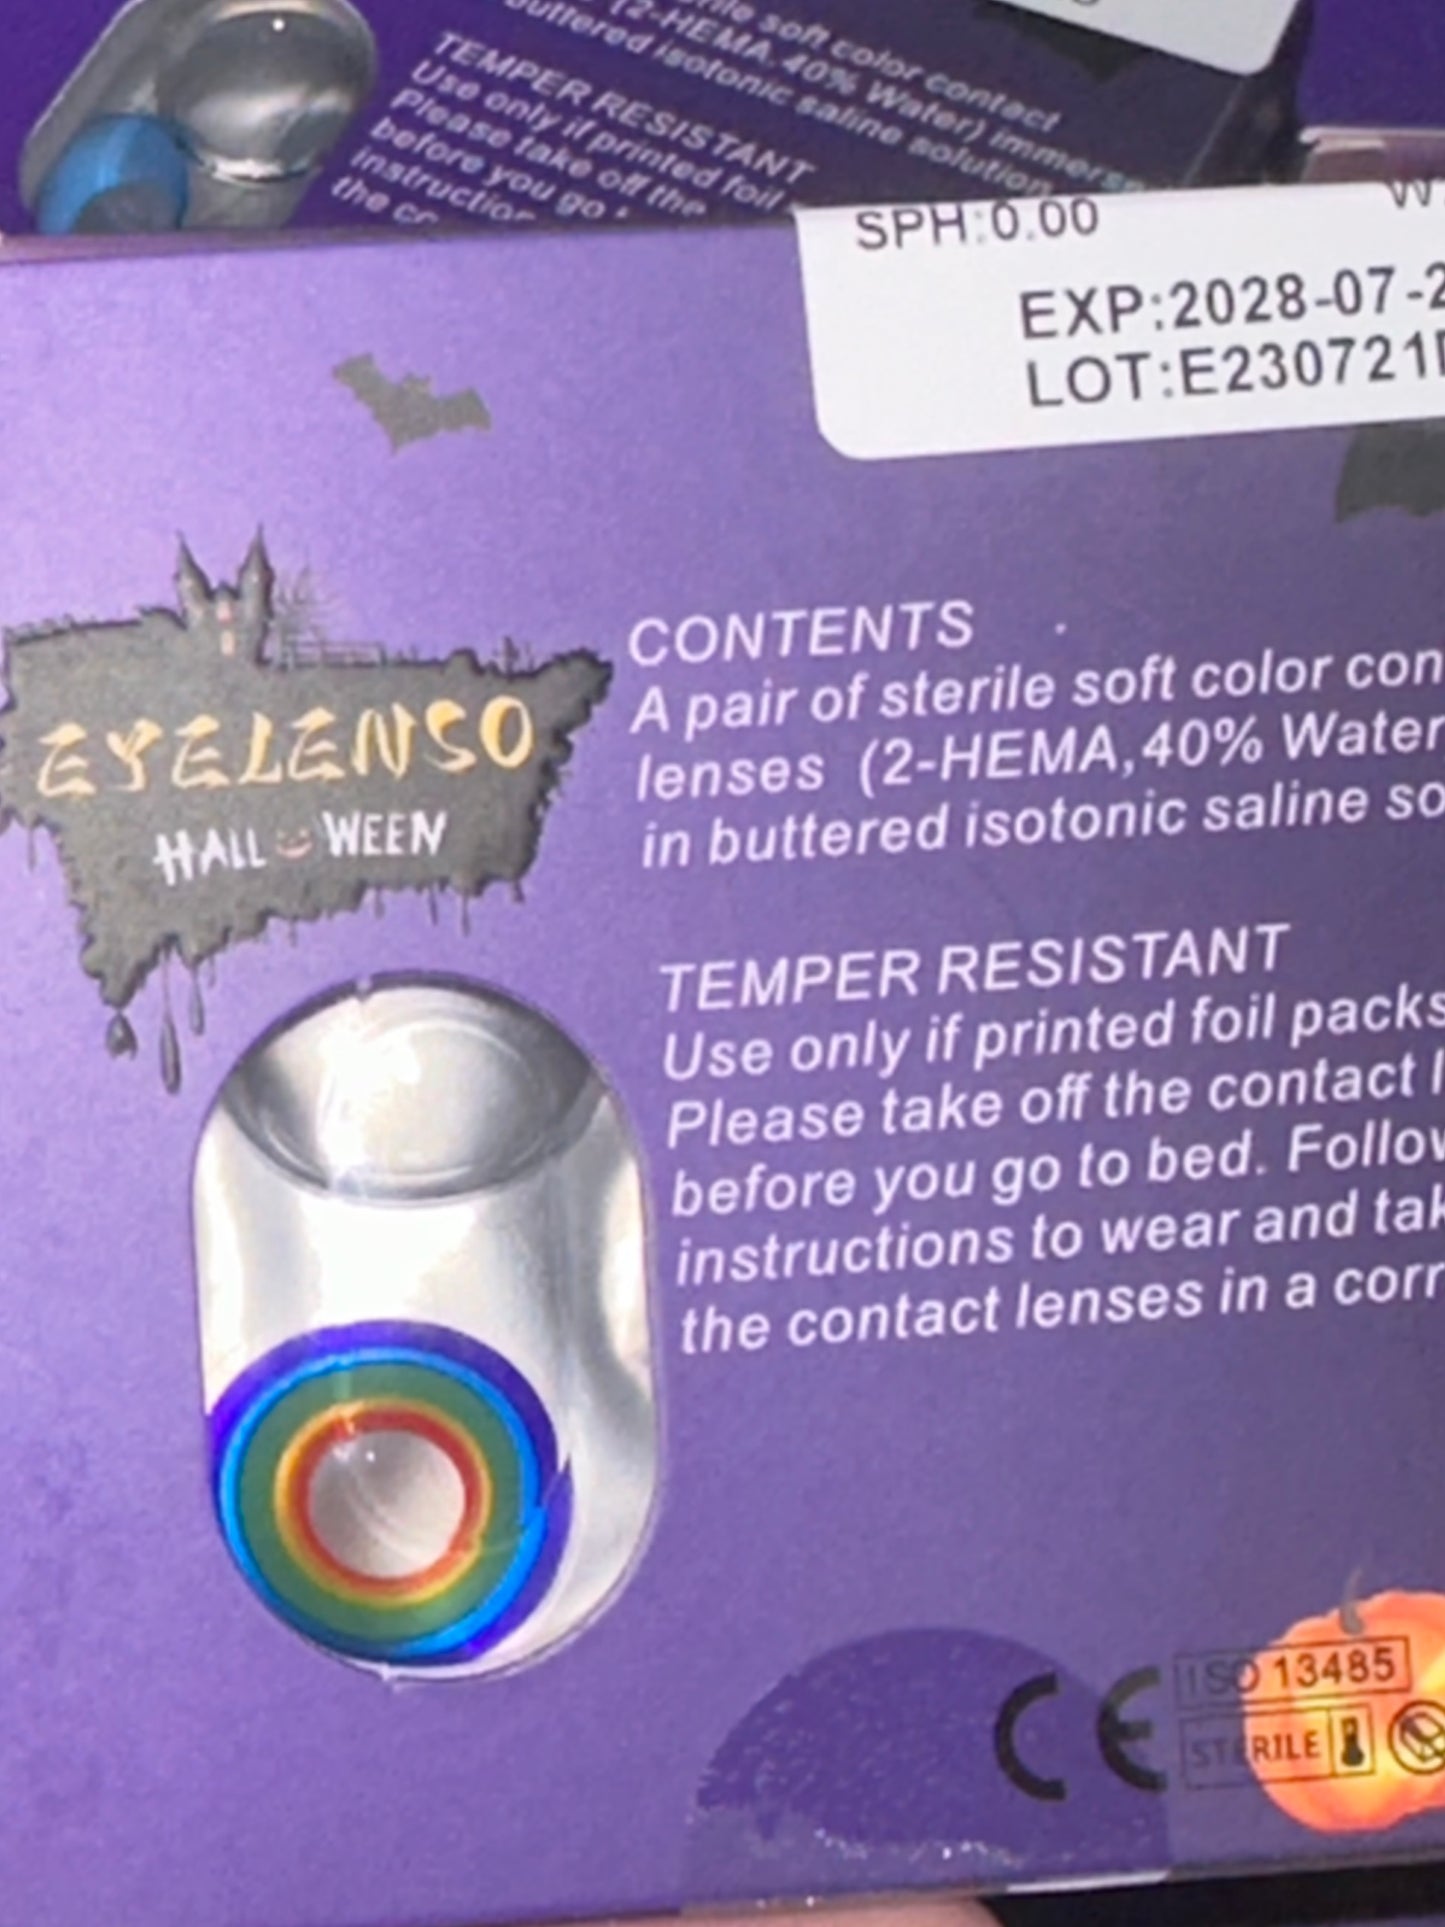 soft color contact
(2-HEMA,40% Water)
isotonic saline solution
TEMPER RESISTANT
Use only if printed foil
Please take off the
before you go
the
SPH:0.00
EXP:2028-07-2
LOT:E230721
EYELENSO
HALLOWEEN
CONTENTS
A pair of sterile soft color con
lenses (2-HEMA,40% Water
in buttered isotonic saline so
TEMPER RESISTANT
Use only if printed foil packs
Please take off the contact l
before you go to bed. Follow
instructions to wear and tak
the contact lenses in a corr
CE
ISO 13485
STERILE